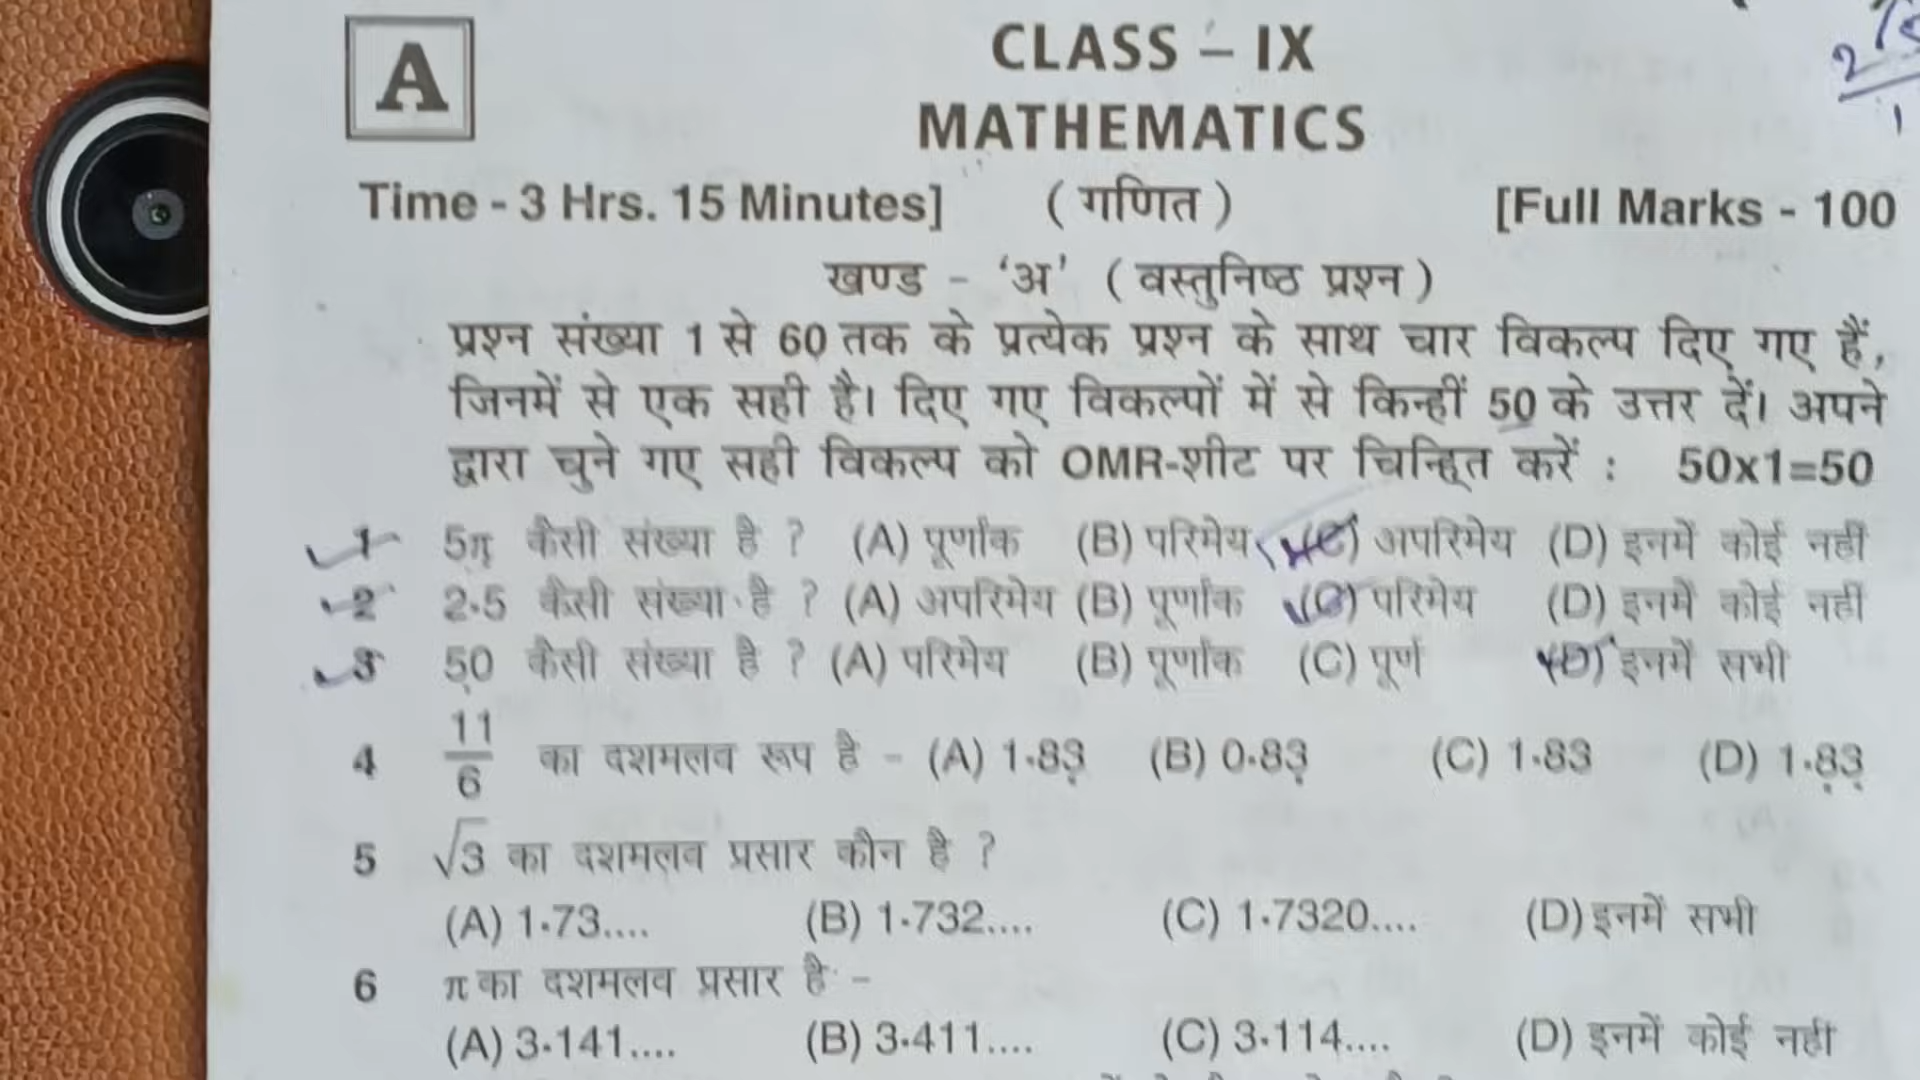 A
CLASS – IX
MATHEMATICS
Time - 3 Hrs. 15 Minutes] ( गणित ) [Full Marks - 100
खण्ड - ‘अ’ ( वस्तुनिष्ठ प्रश्न )
प्रश्न संख्या 1 से 60 तक के प्रत्येक प्रश्न के साथ चार विकल्प दिए गए हैं,
जिनमें से एक सही है। दिए गए विकल्पों में से किन्हीं 50 के उत्तर दें। अपने
द्वारा चुने गए सही विकल्प को OMR-शीट पर चिन्हित करें : 50x1=50
1 5π कैसी संख्या है ? (A) पूर्णांक (B) परिमेय (C) अपरिमेय (D) इनमें कोई नहीं
2 2.5 कैसी संख्या है ? (A) अपरिमेय (B) पूर्णांक (C) परिमेय (D) इनमें कोई नहीं
3 50 कैसी संख्या है ? (A) परिमेय (B) पूर्णांक (C) पूर्ण (D) इनमें सभी
4 11/6 का दशमलव रूप है - (A) 1.83̣ (B) 0.83̣ (C) 1.83 (D) 1.8̣3̣
5 √3 का दशमलव प्रसार कौन है ?
(A) 1.73.... (B) 1.732.... (C) 1.7320.... (D) इनमें सभी
6 π का दशमलव प्रसार है -
(A) 3.141.... (B) 3.411.... (C) 3.114.... (D) इनमें कोई नहीं